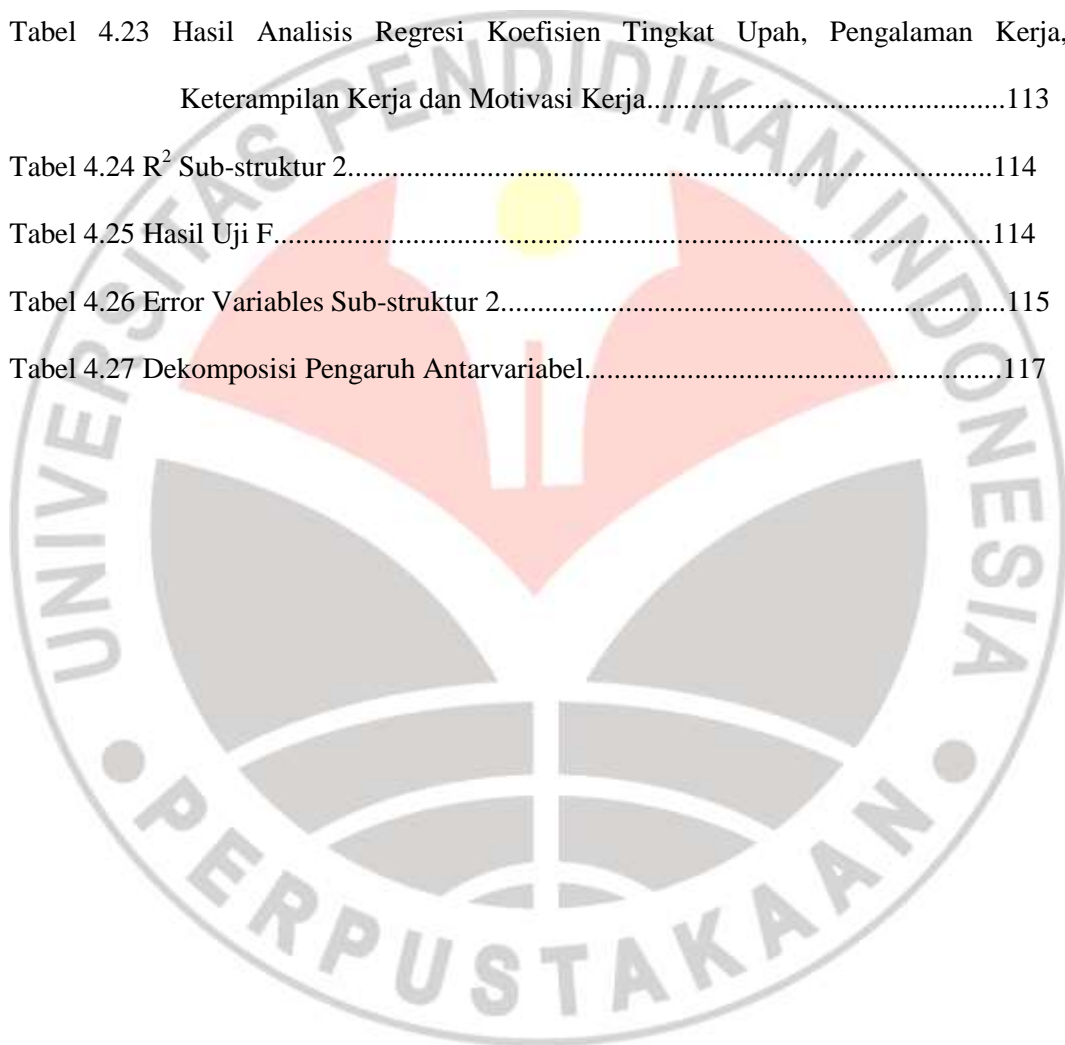 Tabel 4.23 Hasil Analisis Regresi Koefisien Tingkat Upah, Pengalaman Kerja,
Keterampilan Kerja dan Motivasi Kerja..............................................113
Tabel 4.24 R² Sub-struktur 2...................................................................................114
Tabel 4.25 Hasil Uji F............................................................................................114
Tabel 4.26 Error Variables Sub-struktur 2......................................................................115
Tabel 4.27 Dekomposisi Pengaruh Antarvariabel.....................................................117
UNIVERSITAS PENDIDIKAN INDONESIA
PERPUSTAKAAN